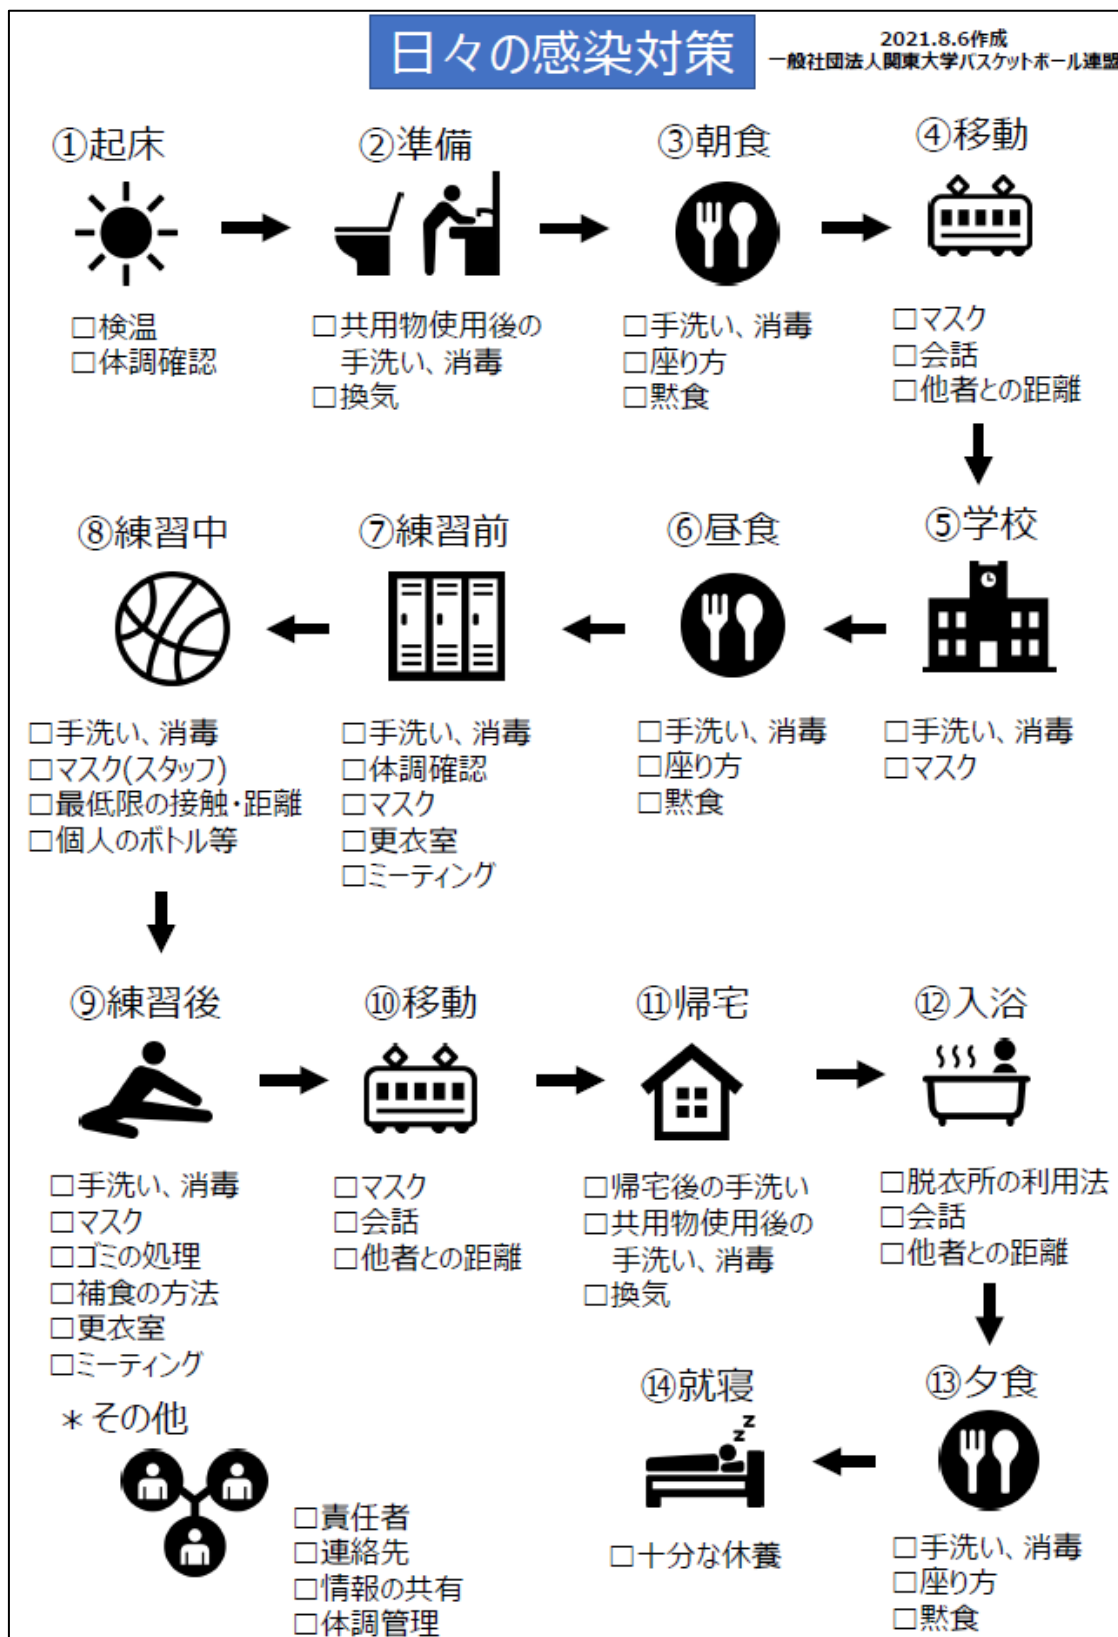 日々の感染対策
2021.8.6作成
一般社団法人関東大学バスケットボール連盟
①起床
□検温
□体調確認
②準備
□共用物使用後の
手洗い、消毒
□換気
③朝食
□手洗い、消毒
□座り方
□黙食
④移動
□マスク
□会話
□他者との距離
⑤学校
□手洗い、消毒
□マスク
⑥昼食
□手洗い、消毒
□座り方
□黙食
⑦練習前
□手洗い、消毒
□体調確認
□マスク
□更衣室
□ミーティング
⑧練習中
□手洗い、消毒
□マスク(スタッフ)
□最低限の接触・距離
□個人のボトル等
⑨練習後
□手洗い、消毒
□マスク
□ゴミの処理
□補食の方法
□更衣室
□ミーティング
⑩移動
□マスク
□会話
□他者との距離
⑪帰宅
□帰宅後の手洗い
□共用物使用後の
手洗い、消毒
□換気
⑫入浴
□脱衣所の利用法
□会話
□他者との距離
⑬夕食
□手洗い、消毒
□座り方
□黙食
⑭就寝
z z
□十分な休養
＊その他
□責任者
□連絡先
□情報の共有
□体調管理